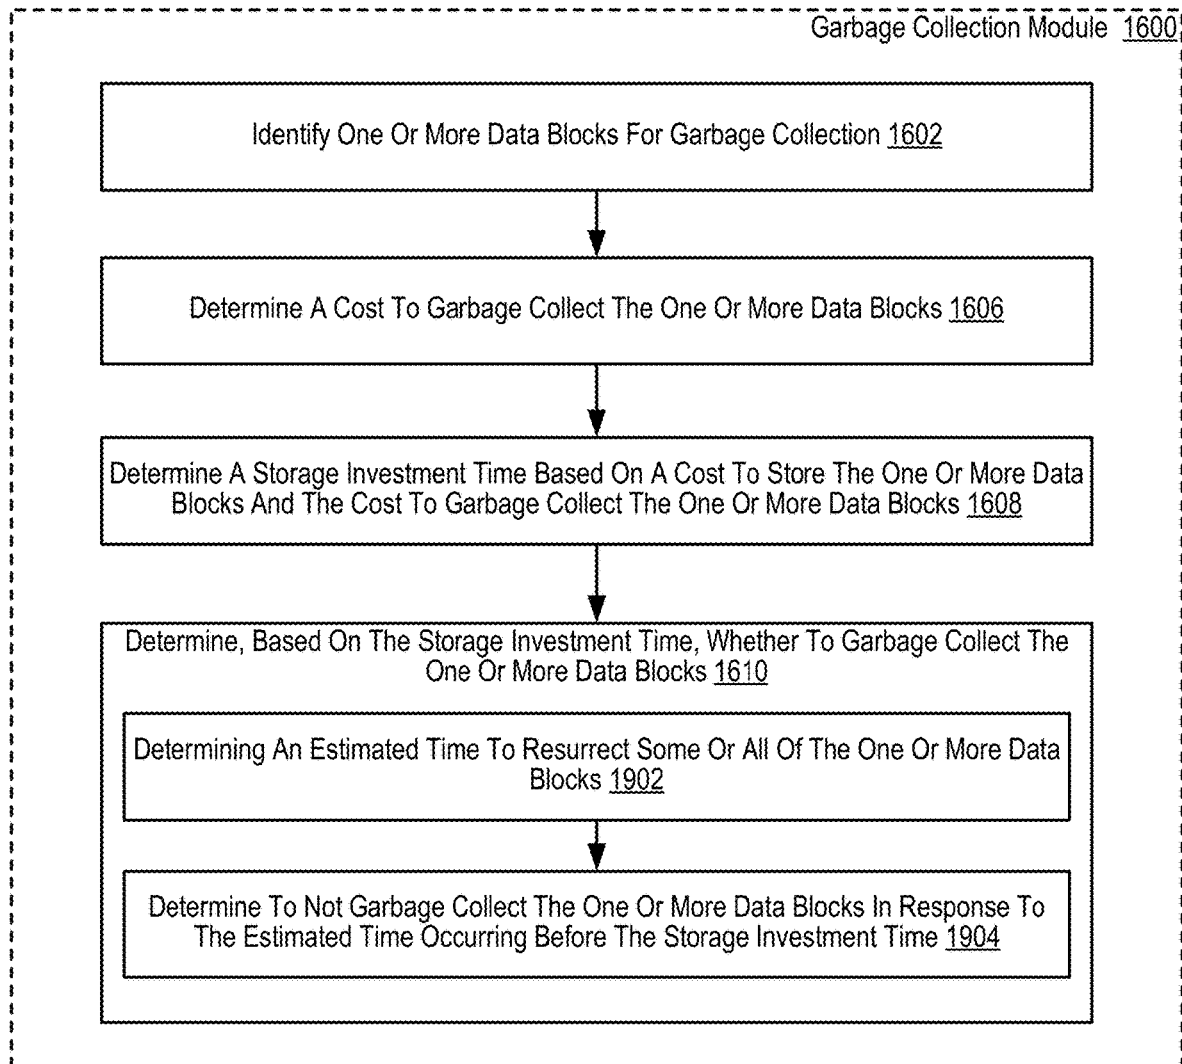 Garbage Collection Module 1600
Identify One Or More Data Blocks For Garbage Collection 1602
Determine A Cost To Garbage Collect The One Or More Data Blocks 1606
Determine A Storage Investment Time Based On A Cost To Store The One Or More Data
Blocks And The Cost To Garbage Collect The One Or More Data Blocks 1608
Determine, Based On The Storage Investment Time, Whether To Garbage Collect The
One Or More Data Blocks 1610
Determining An Estimated Time To Resurrect Some Or All Of The One Or More Data
Blocks 1902
Determine To Not Garbage Collect The One Or More Data Blocks In Response To
The Estimated Time Occurring Before The Storage Investment Time 1904